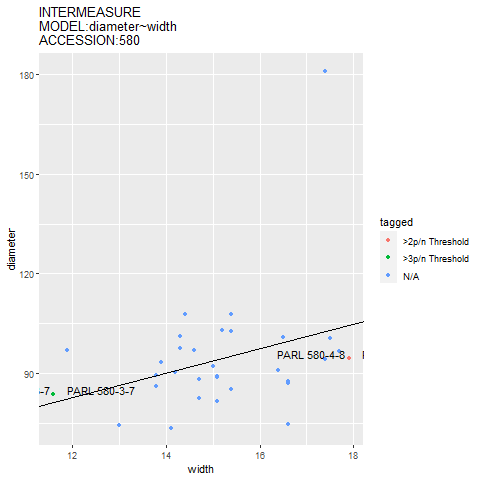 INTERMEASURE
MODEL:diameter~width
ACCESSION:580
180
150
120
90
diameter
PARL 580-4-8
-7
PARL 580-3-7
12
14
16
18
width
tagged
>2p/n Threshold
>3p/n Threshold
N/A